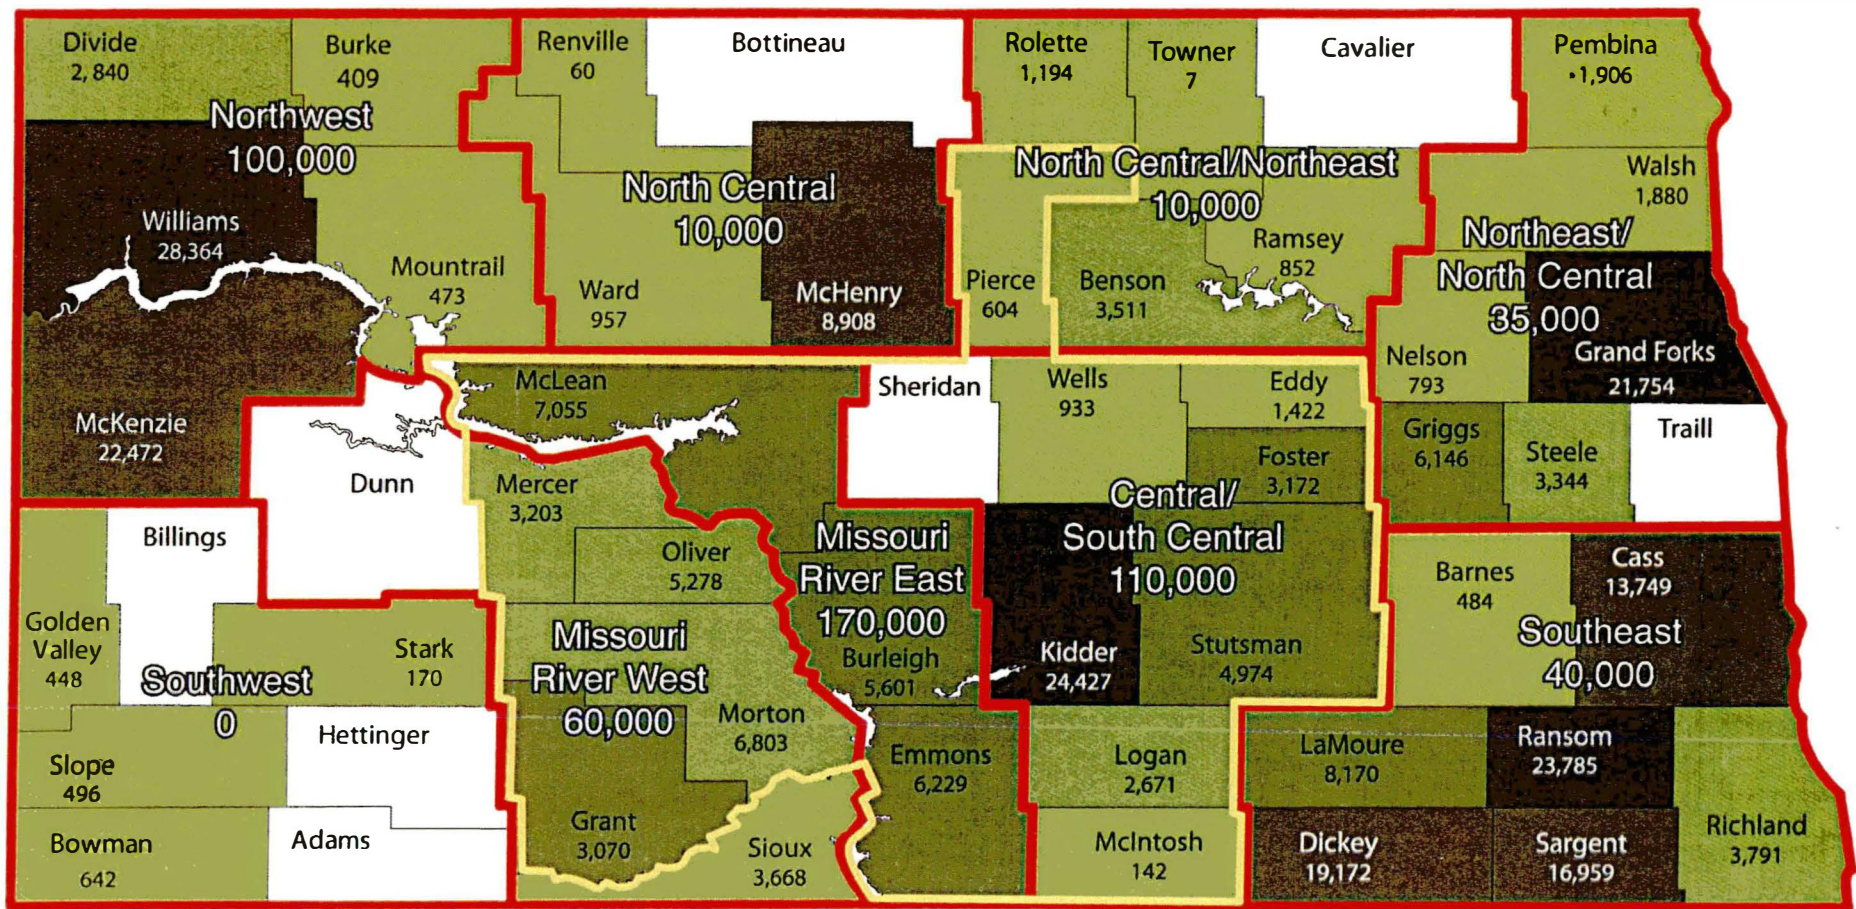 Divide
2,840
Burke
409
Renville
60
Bottineau
Rolette
1,194
Towner
7
Cavalier
Pembina
1,906
Northwest
100,000
North Central
10,000
North Central/Northeast
10,000
Walsh
1,880
Williams
28,364
Mountrail
473
Ward
957
McHenry
8,908
Pierce
604
Benson
3,511
Ramsey
852
Northeast/
North Central
35,000
Nelson
793
Grand Forks
21,754
McKenzie
22,472
Dunn
McLean
7,055
Sheridan
Wells
933
Eddy
1,422
Foster
3,172
Griggs
6,146
Steele
3,344
Traill
Mercer
3,203
Oliver
5,278
Missouri
River East
170,000
Central/
South Central
110,000
Billings
Golden
Valley
448
Stark
170
Southwest
0
Missouri
River West
60,000
Burleigh
5,601
Kidder
24,427
Stutsman
4,974
Barnes
484
Cass
13,749
Southeast
40,000
Hettinger
Morton
6,803
Emmons
6,229
Logan
2,671
LaMoure
8,170
Ransom
23,785
Slope
496
Bowman
642
Adams
Grant
3,070
Sioux
3,668
McIntosh
142
Dickey
19,172
Sargent
16,959
Richland
3,791